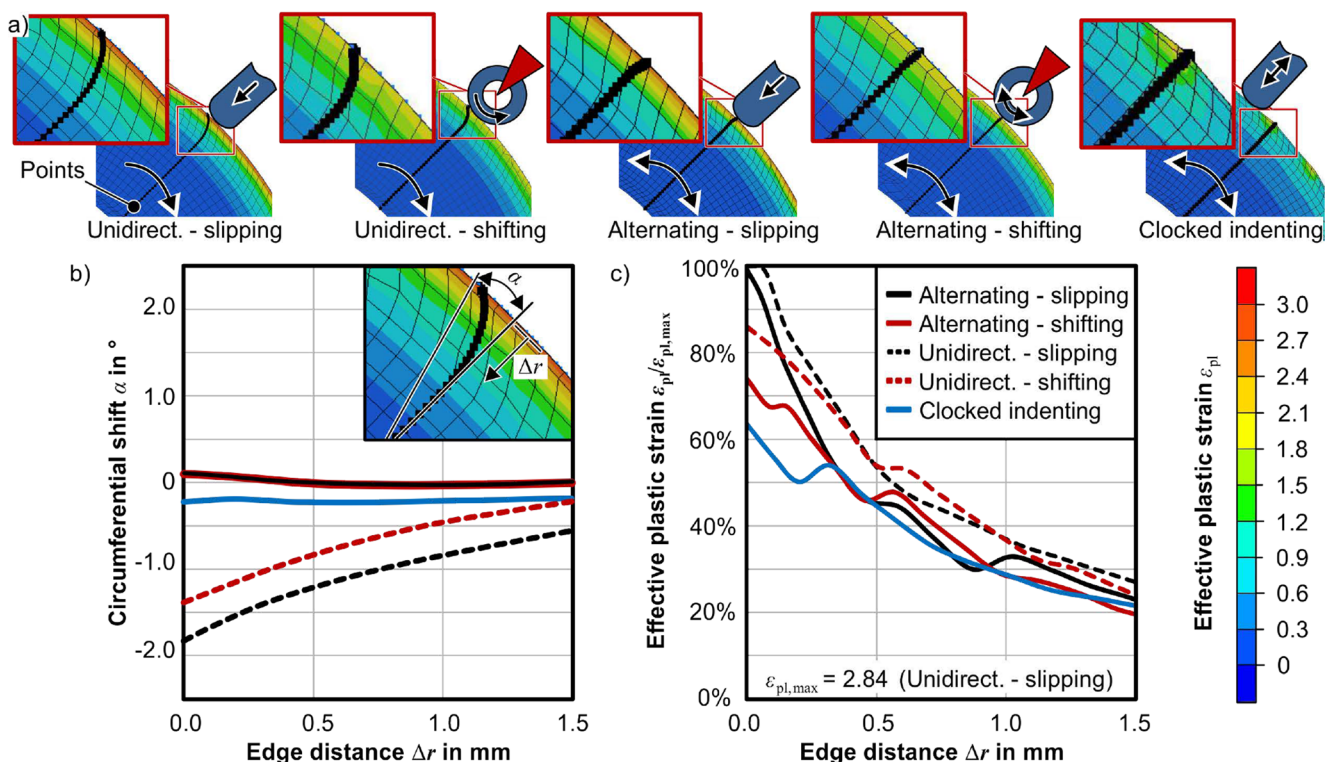 a)
Points
Unidirect. - slipping
Unidirect. - shifting
Alternating - slipping
Alternating - shifting
Clocked indenting
b)
Circumferential shift α in °
2.0
1.0
0
-1.0
-2.0
α
Δr
0.0
0.5
1.0
1.5
Edge distance Δr in mm
c)
Effective plastic strain εpl/εpl,max
100%
80%
60%
40%
20%
0%
Alternating - slipping
Alternating - shifting
Unidirect. - slipping
Unidirect. - shifting
Clocked indenting
εpl,max = 2.84 (Unidirect. - slipping)
0.0
0.5
1.0
1.5
Edge distance Δr in mm
Effective plastic strain εpl
3.0
2.7
2.4
2.1
1.8
1.5
1.2
0.9
0.6
0.3
0